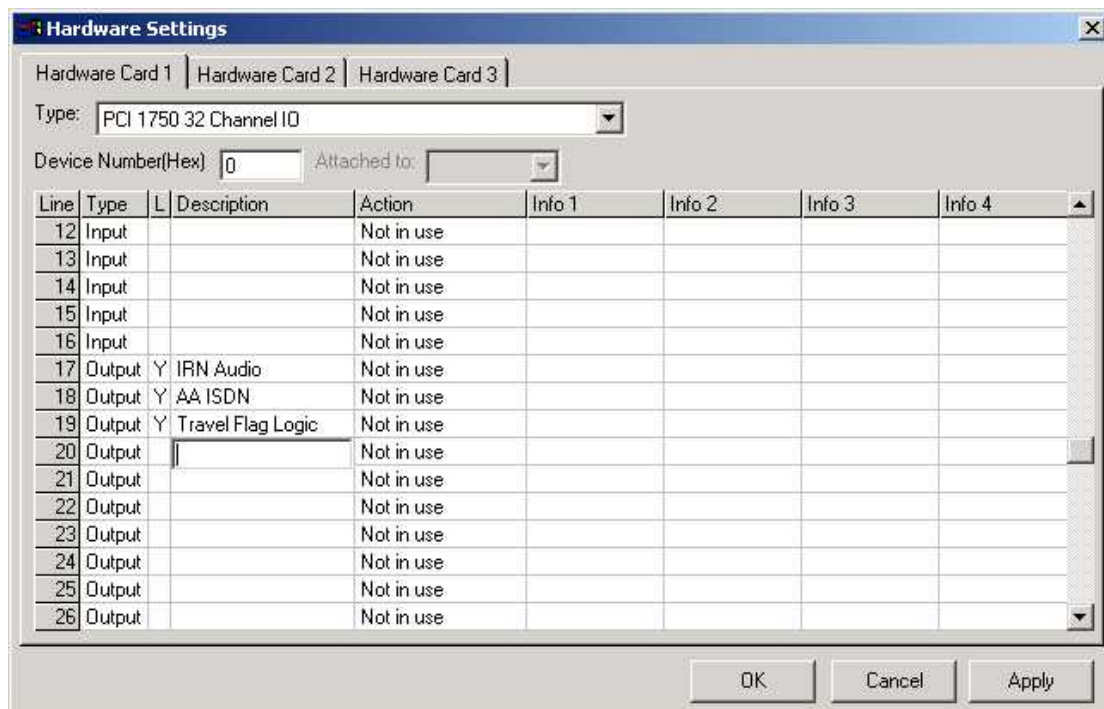 Hardware Settings
Hardware Card 1 Hardware Card 2 Hardware Card 3
Type: PCI 1750 32 Channel IO
Device Number(Hex) 0 Attached to:
Line Type L Description Action Info 1 Info 2 Info 3 Info 4
12 Input Not in use
13 Input Not in use
14 Input Not in use
15 Input Not in use
16 Input Not in use
17 Output Y IRN Audio Not in use
18 Output Y AA ISDN Not in use
19 Output Y Travel Flag Logic Not in use
20 Output Not in use
21 Output Not in use
22 Output Not in use
23 Output Not in use
24 Output Not in use
25 Output Not in use
26 Output Not in use
OK Cancel Apply